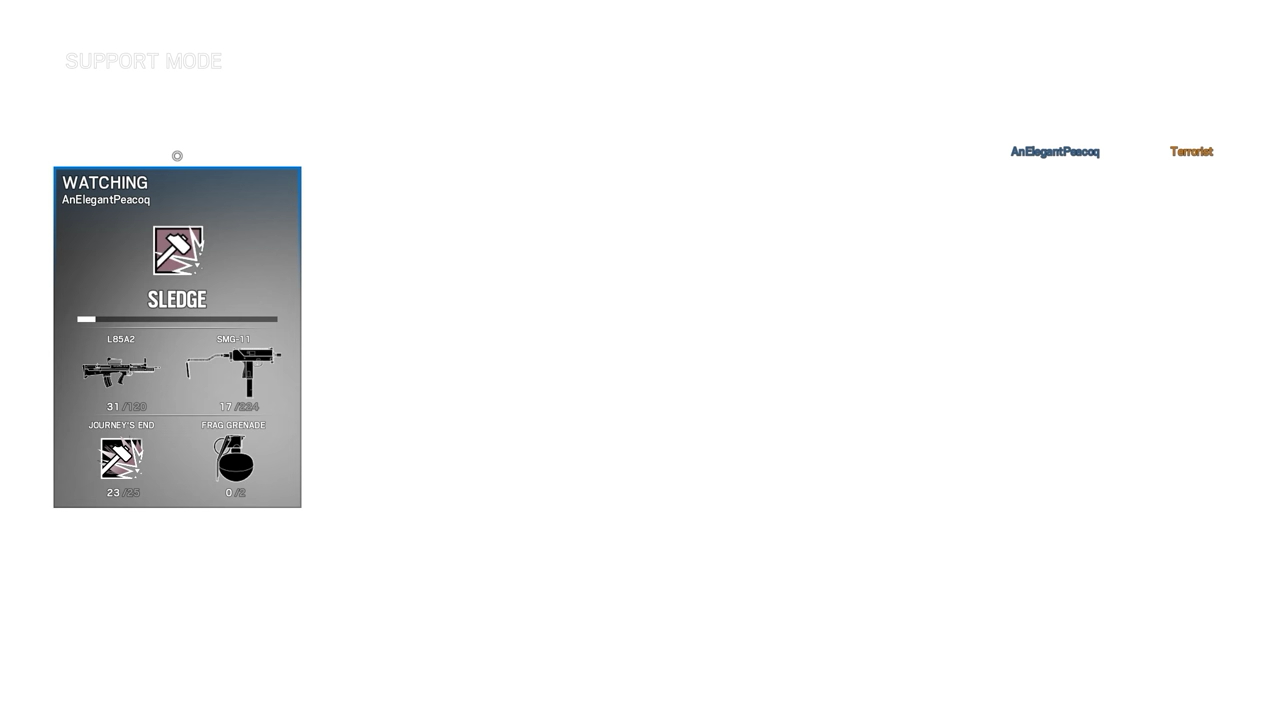 SUPPORT MODE
AnElegantPeacoq Terrorist
WATCHING
AnElegantPeacoq
SLEDGE
L85A2 SMG-11
31/120 17/224
JOURNEY'S END FRAG GRENADE
23/25 0/2